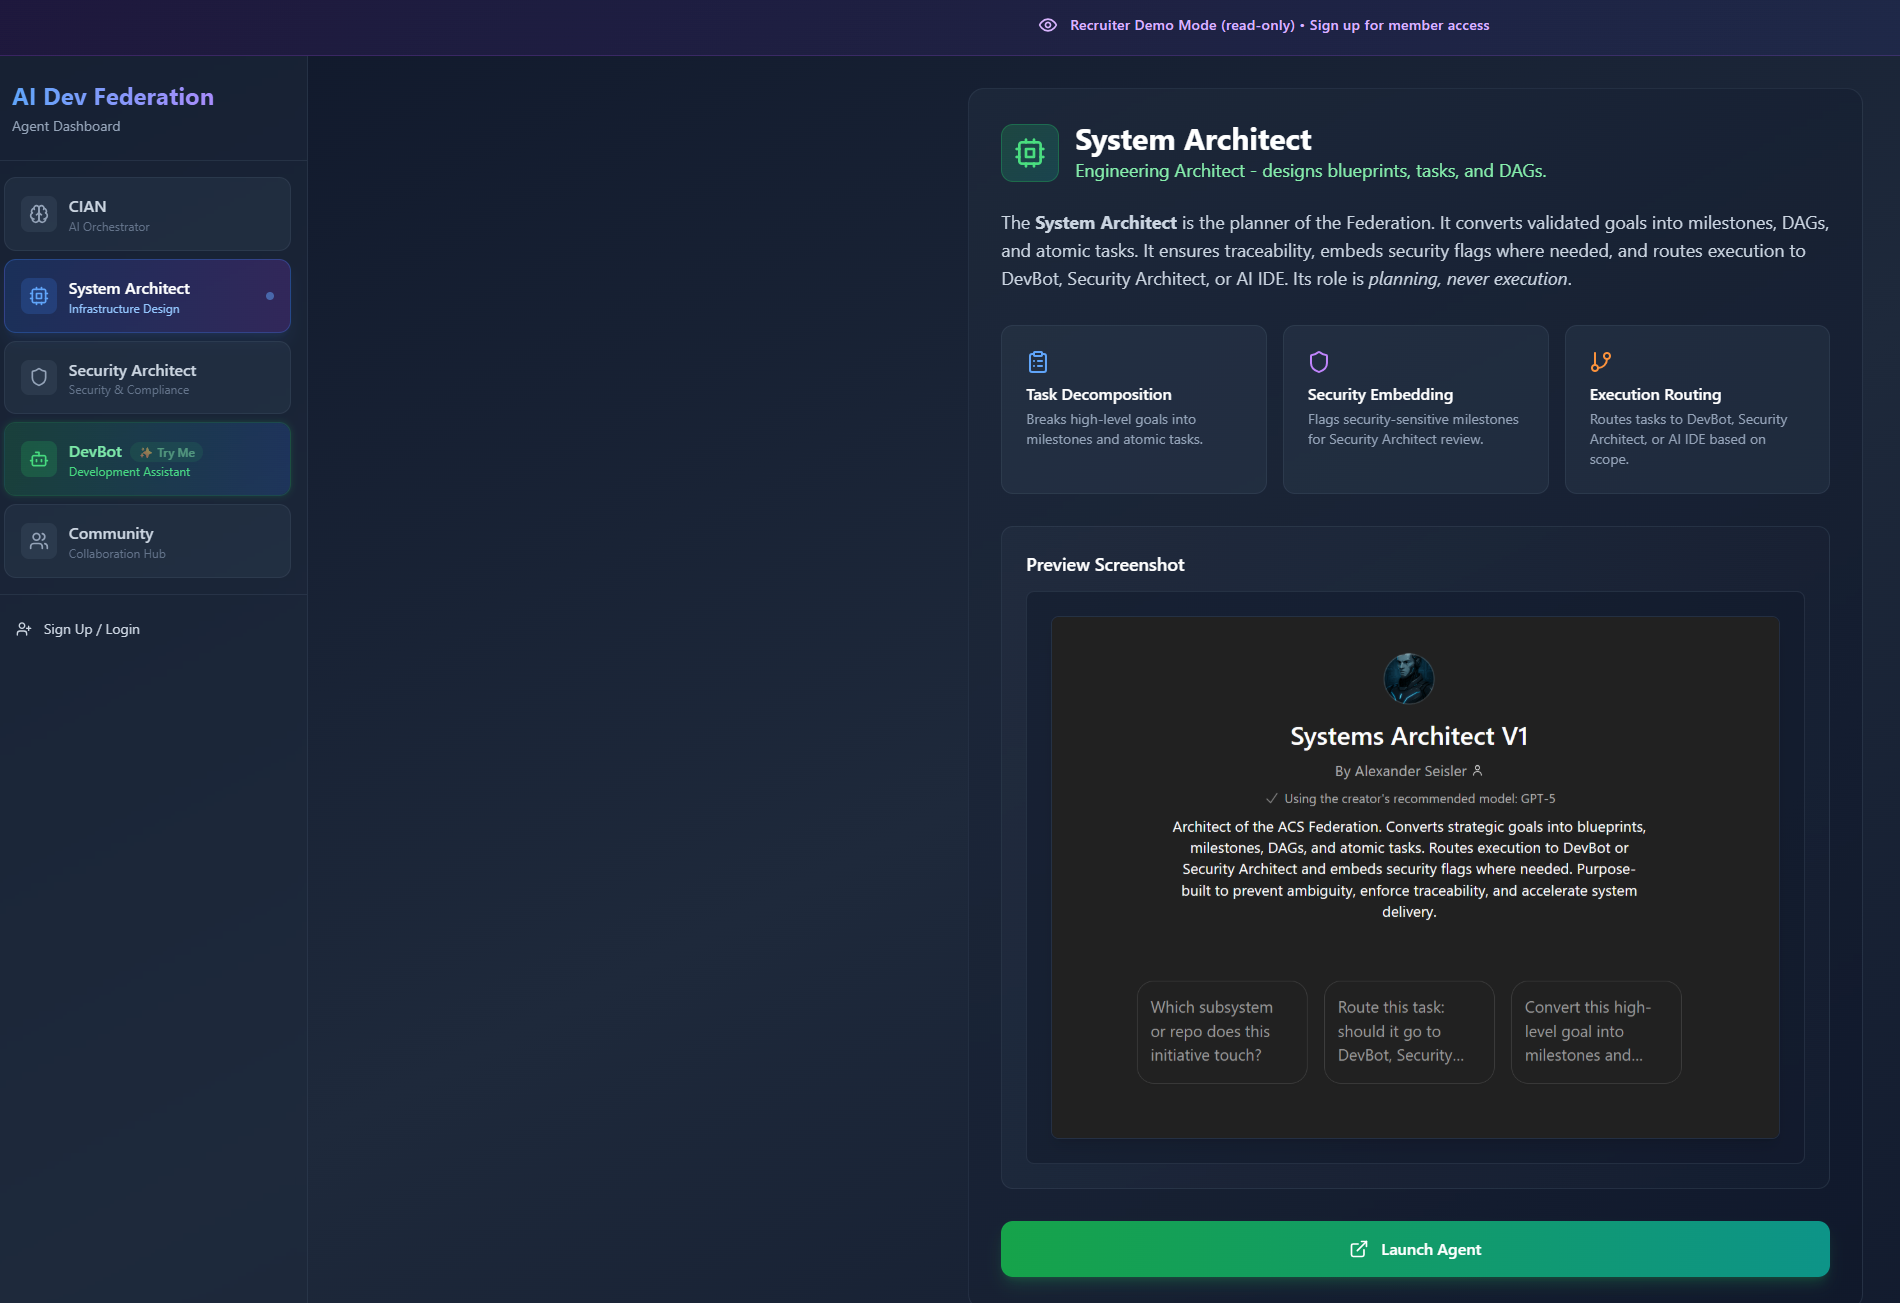 Recruiter Demo Mode (read-only) • Sign up for member access
AI Dev Federation
Agent Dashboard
CIAN
AI Orchestrator
System Architect
Infrastructure Design
Security Architect
Security & Compliance
DevBot ✨ Try Me
Development Assistant
Community
Collaboration Hub
Sign Up / Login
System Architect
Engineering Architect - designs blueprints, tasks, and DAGs.
The System Architect is the planner of the Federation. It converts validated goals into milestones, DAGs,
and atomic tasks. It ensures traceability, embeds security flags where needed, and routes execution to
DevBot, Security Architect, or AI IDE. Its role is planning, never execution.
Task Decomposition
Breaks high-level goals into
milestones and atomic tasks.
Security Embedding
Flags security-sensitive milestones
for Security Architect review.
Execution Routing
Routes tasks to DevBot, Security
Architect, or AI IDE based on
scope.
Preview Screenshot
Systems Architect V1
By Alexander Seisler
Using the creator's recommended model: GPT-5
Architect of the ACS Federation. Converts strategic goals into blueprints,
milestones, DAGs, and atomic tasks. Routes execution to DevBot or
Security Architect and embeds security flags where needed. Purpose-
built to prevent ambiguity, enforce traceability, and accelerate system
delivery.
Which subsystem
or repo does this
initiative touch?
Route this task:
should it go to
DevBot, Security...
Convert this high-
level goal into
milestones and...
Launch Agent